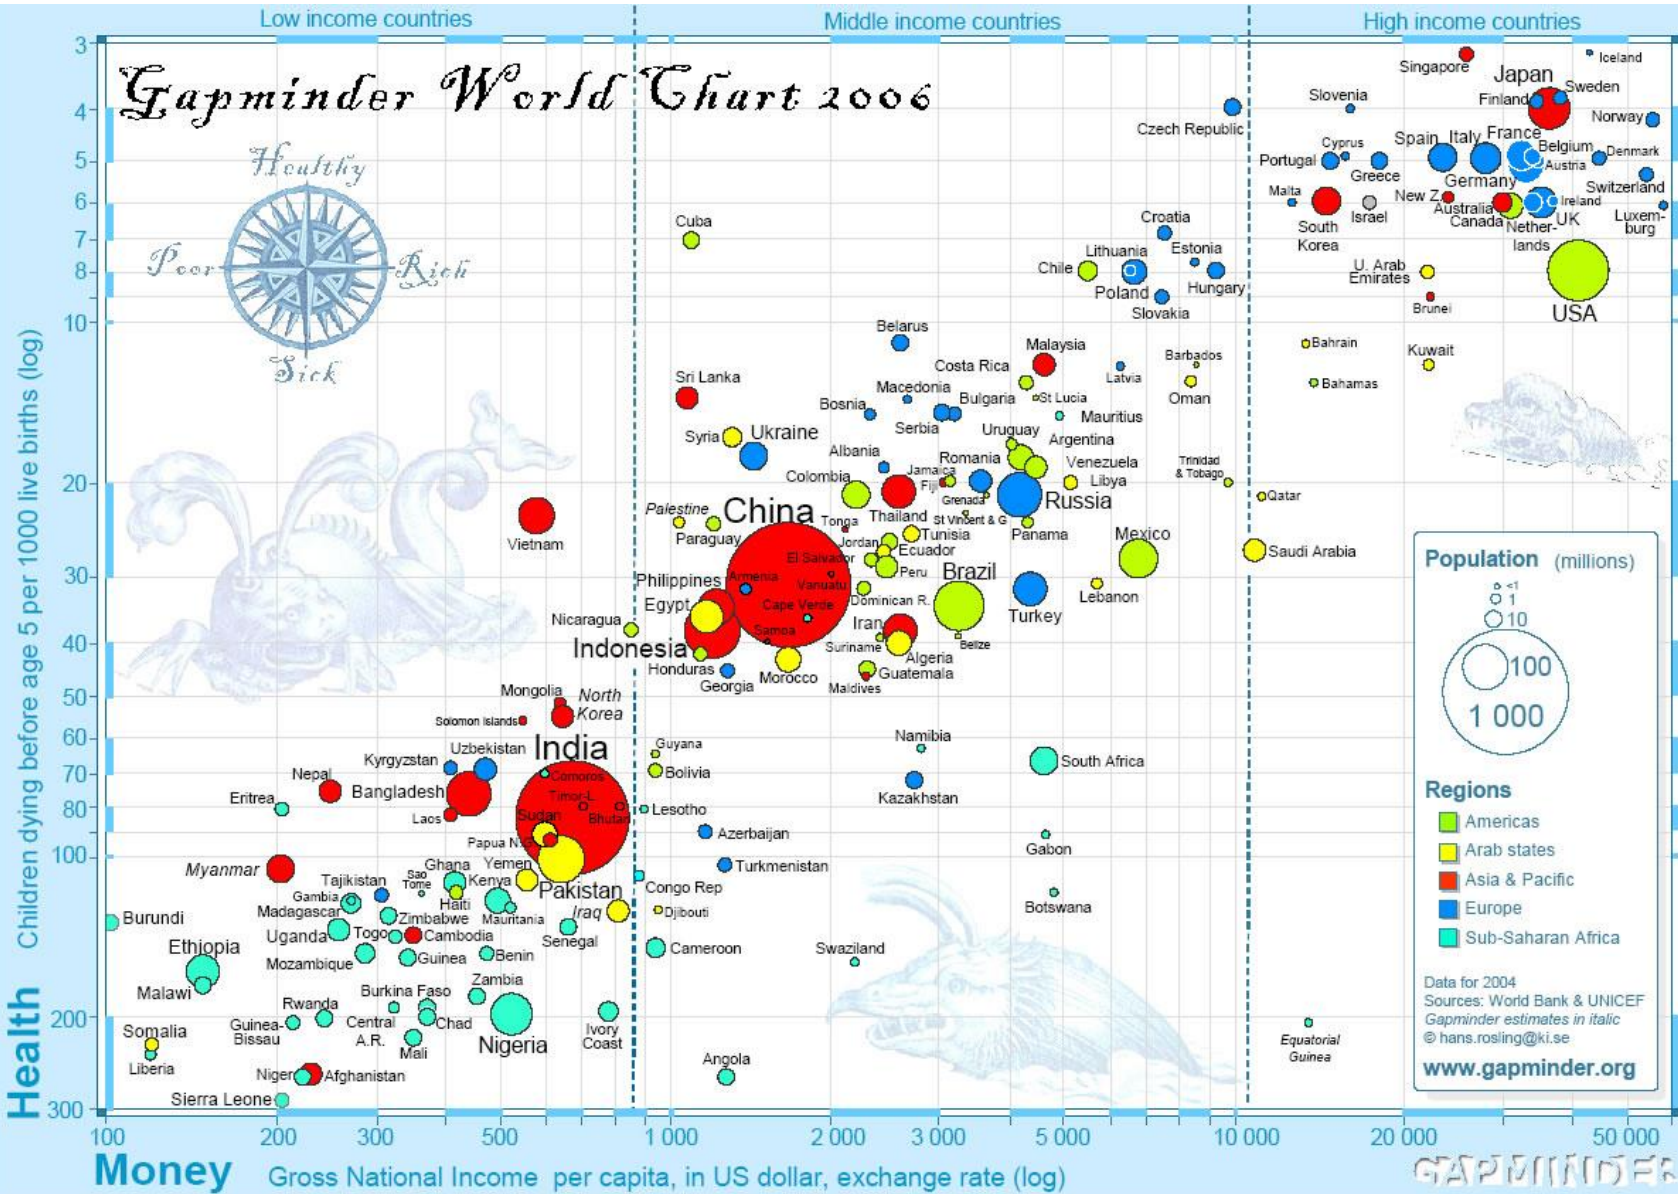 Low income countries
Middle income countries
High income countries
Gapminder World Chart 2006
Healthy
Poor
Rich
Sick
Health Children dying before age 5 per 1000 live births (log)
3
4
5
6
7
8
10
20
30
40
50
60
70
80
100
200
300
Singapore
Iceland
Japan
Sweden
Finland
Slovenia
Norway
Czech Republic
Spain
Italy
France
Cyprus
Belgium
Denmark
Portugal
Greece
Austria
Germany
Switzerland
Malta
New Z.
Israel
Australia
Ireland
South
Korea
Canada
UK
Nether-
lands
Luxem-
burg
Cuba
Croatia
Lithuania
Estonia
Chile
U. Arab
Emirates
Poland
Hungary
Slovakia
Brunei
USA
Belarus
Malaysia
Bahrain
Kuwait
Costa Rica
Barbados
Latvia
Sri Lanka
Macedonia
Bahamas
Bosnia
Bulgaria
St Lucia
Oman
Mauritius
Serbia
Syria
Ukraine
Uruguay
Argentina
Albania
Romania
Venezuela
Trinidad
& Tobago
Colombia
Jamaica
Fiji
Libya
Grenada
Russia
Qatar
Palestine
China
Tonga
Thailand
St Vincent & G
Vietnam
Paraguay
Jordan
Tunisia
Panama
Mexico
Ecuador
Saudi Arabia
El Salvador
Philippines
Armenia
Vanuatu
Peru
Brazil
Egypt
Cape Verde
Dominican R.
Lebanon
Nicaragua
Samoa
Iran
Turkey
Indonesia
Suriname
Belize
Honduras
Algeria
Georgia
Morocco
Guatemala
Maldives
Mongolia
North
Korea
Solomon Islands
Namibia
Kyrgyzstan
Uzbekistan
India
Guyana
South Africa
Nepal
Comoros
Bolivia
Bangladesh
Kazakhstan
Eritrea
Timor-L.
Lesotho
Laos
Sudan
Bhutan
Azerbaijan
Papua N.G.
Gabon
Myanmar
Ghana
Yemen
Turkmenistan
Tajikistan
Sao
Tome
Kenya
Pakistan
Congo Rep
Gambia
Haiti
Botswana
Burundi
Madagascar
Zimbabwe
Mauritania
Iraq
Djibouti
Uganda
Togo
Cambodia
Senegal
Ethiopia
Cameroon
Swaziland
Mozambique
Guinea
Benin
Malawi
Zambia
Burkina Faso
Rwanda
Somalia
Guinea-
Bissau
Central
A.R.
Chad
Nigeria
Ivory
Coast
Equatorial
Guinea
Liberia
Mali
Angola
Niger
Afghanistan
Sierra Leone
Population (millions)
<1
1
10
100
1 000
Regions
Americas
Arab states
Asia & Pacific
Europe
Sub-Saharan Africa
Data for 2004
Sources: World Bank & UNICEF
Gapminder estimates in italic
© hans.rosling@ki.se
www.gapminder.org
100
200
300
500
1 000
2 000
3 000
5 000
10 000
20 000
50 000
Money Gross National Income per capita, in US dollar, exchange rate (log)
GAPMINDER